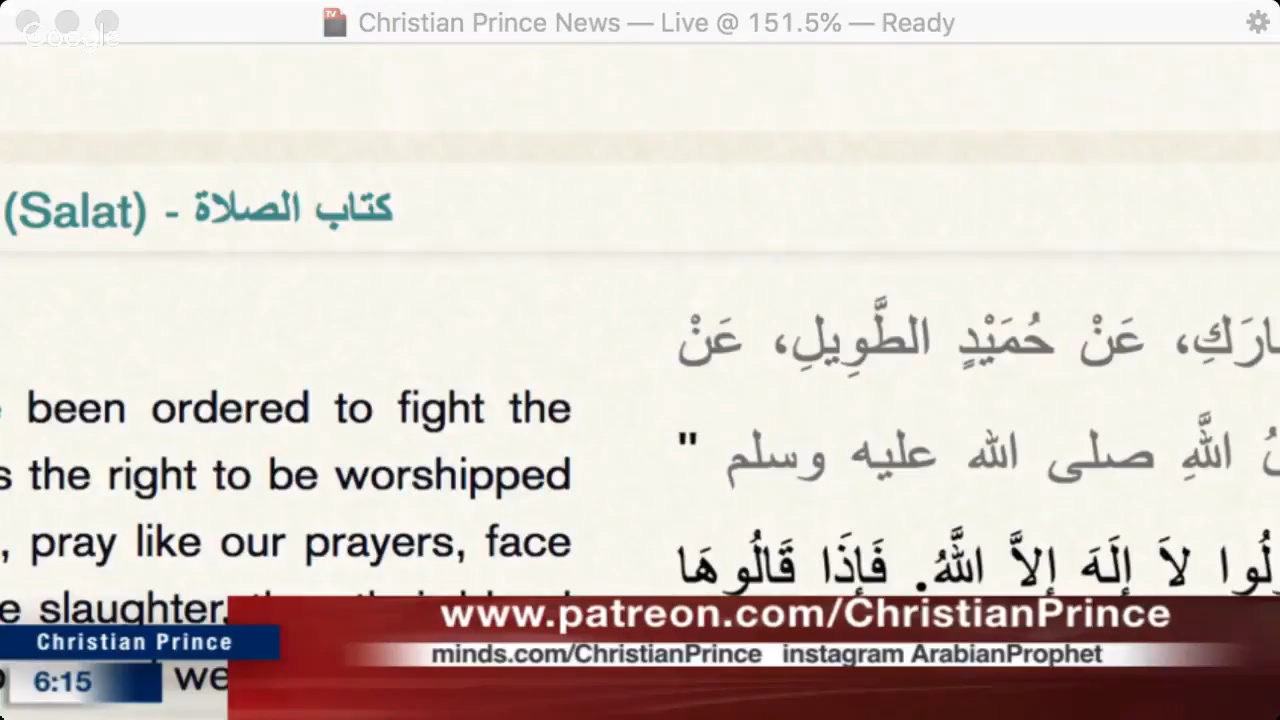 Christian Prince News — Live @ 151.5% — Ready
Google
(Salat) - كتاب الصلاة
عَنْ حُمَيْدٍ الطَّوِيلِ، عَنْ
been ordered to fight the
اللَّهِ صلى الله عليه وسلم "
the right to be worshipped
, pray like our prayers, face
لاَ إِلَهَ إِلاَّ اللَّهُ. فَإِذَا قَالُوهَا
slaughter,
www.patreon.com/ChristianPrince
Christian Prince
minds.com/ChristianPrince instagram ArabianProphet
6:15
we